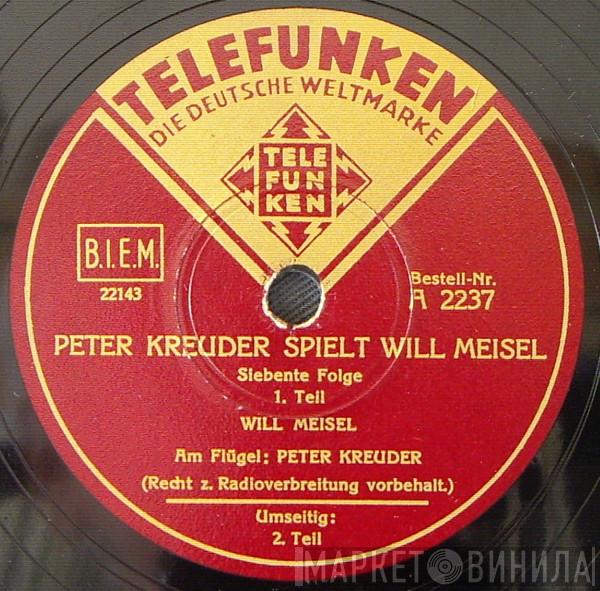 TELEFUNKEN
DIE DEUTSCHE WELTMARKE
TELE
FUN
KEN
B.I.E.M.
22143
Bestell-Nr.
A 2237
PETER KREUDER SPIELT WILL MEISEL
Siebente Folge
1. Teil
WILL MEISEL
Am Flügel: PETER KREUDER
(Recht z. Radioverbreitung vorbehalt.)
Umseitig:
2. Teil
МАРКЕТ ВИНИЛА